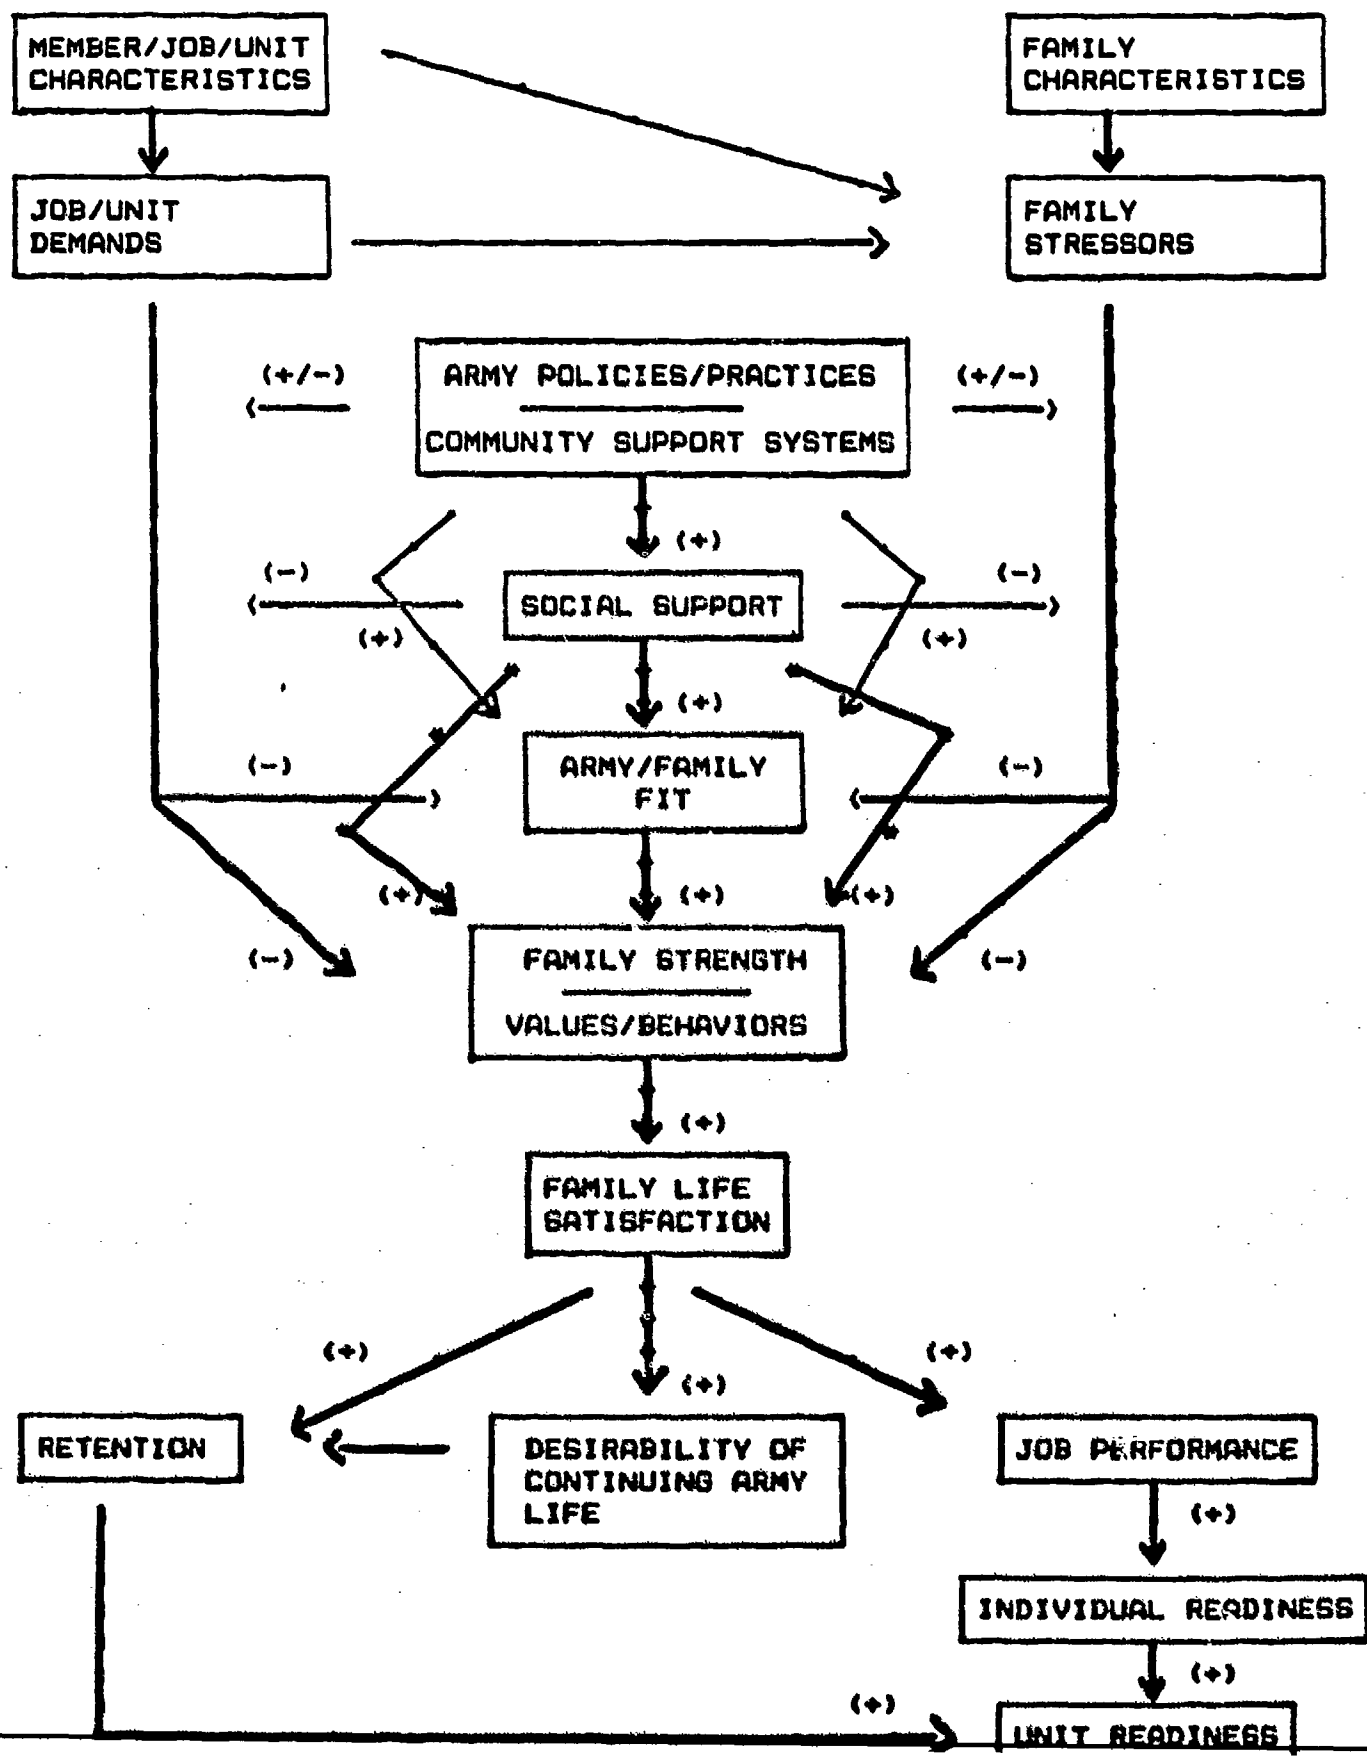 MEMBER/JOB/UNIT
CHARACTERISTICS
FAMILY
CHARACTERISTICS
JOB/UNIT
DEMANDS
FAMILY
STRESSORS
(+/-)
ARMY POLICIES/PRACTICES
(+/-)
COMMUNITY SUPPORT SYSTEMS
(+)
(-)
(-)
SOCIAL SUPPORT
(+)
(+)
(+)
(-)
ARMY/FAMILY
FIT
(-)
(+)
(+)
(+)
(-)
FAMILY STRENGTH
(-)
VALUES/BEHAVIORS
(+)
FAMILY LIFE
SATISFACTION
(+)
(+)
(+)
RETENTION
DESIRABILITY OF
CONTINUING ARMY
LIFE
JOB PERFORMANCE
(+)
INDIVIDUAL READINESS
(+)
(+)
UNIT READINESS